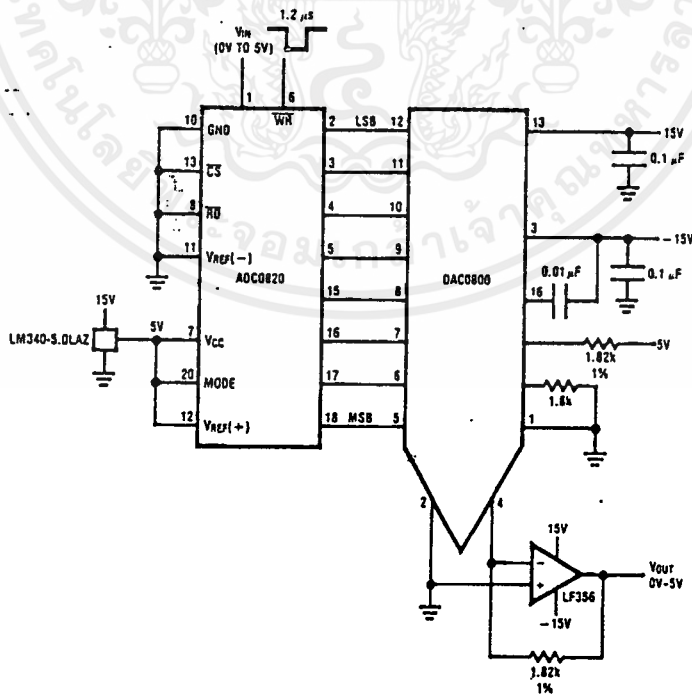 1.2 μs
VIN
(0V TO 5V)
1
6
WR
10
GND
2
LSB
12
13
15V
0.1 μF
13
CS
3
11
8
RD
4
10
3
-15V
11
VREF(-)
5
9
0.01 μF
0.1 μF
ADC0820
DAC0800
15
8
16
15V
LM340-5.0LAZ
5V
7
VCC
16
7
5V
1.82k
1%
20
MODE
17
6
1.8k
12
VREF(+)
18
MSB
5
1
2
4
15V
VOUT
0V-5V
LF356
-15V
1.82k
1%